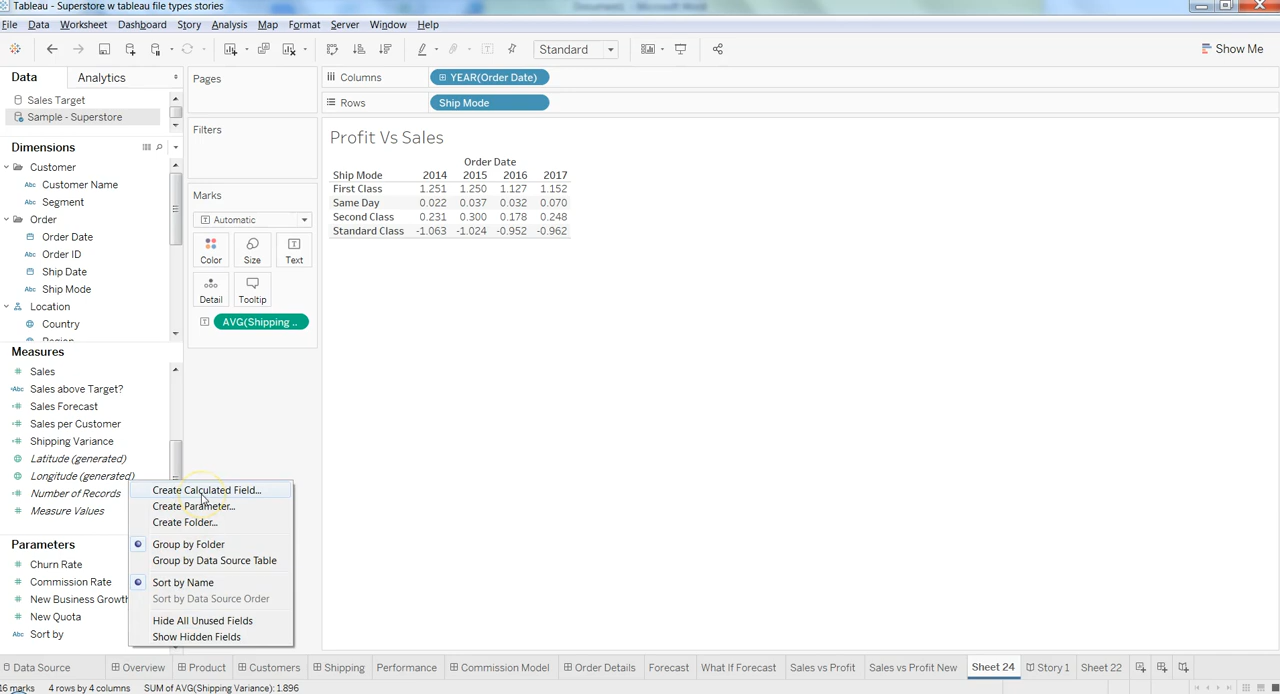 Tableau - Superstore w tableau file types stories
File Data Worksheet Dashboard Story Analysis Map Format Server Window Help
Standard
Show Me
Data Analytics
Pages
Columns YEAR(Order Date)
Sales Target
Sample - Superstore
Rows Ship Mode
Filters
Profit Vs Sales
Dimensions
Customer
Customer Name
Segment
Order
Order Date
Order ID
Ship Date
Ship Mode
Location
Country
Marks
Automatic
Color Size Text
Detail Tooltip
AVG(Shipping ..
Order Date
Ship Mode 2014 2015 2016 2017
First Class 1.251 1.250 1.127 1.152
Same Day 0.022 0.037 0.032 0.070
Second Class 0.231 0.300 0.178 0.248
Standard Class -1.063 -1.024 -0.952 -0.962
Measures
Sales
Sales above Target?
Sales Forecast
Sales per Customer
Shipping Variance
Latitude (generated)
Longitude (generated)
Number of Records
Measure Values
Parameters
Churn Rate
Commission Rate
New Business Growth
New Quota
Sort by
Create Calculated Field...
Create Parameter...
Create Folder...
Group by Folder
Group by Data Source Table
Sort by Name
Sort by Data Source Order
Hide All Unused Fields
Show Hidden Fields
Data Source Overview Product Customers Shipping Performance Commission Model Order Details Forecast What If Forecast Sales vs Profit Sales vs Profit New Sheet 24 Story 1 Sheet 22
16 marks 4 rows by 4 columns SUM of AVG(Shipping Variance): 1.896